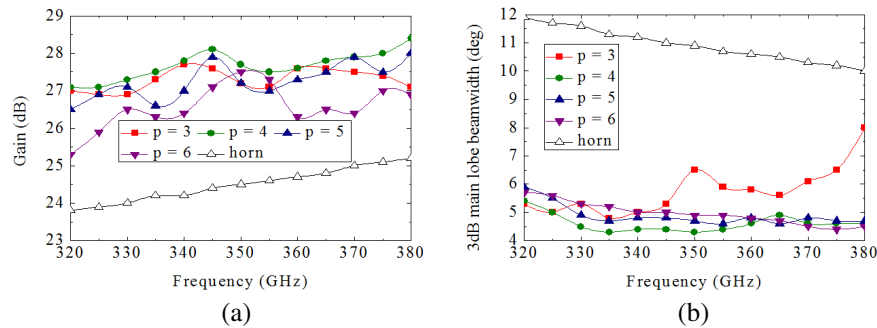 29
28
27
26
25
24
23
Gain (dB)
p = 3 p = 4 p = 5
p = 6 horn
320 330 340 350 360 370 380
Frequency (GHz)
(a)
12
11
10
9
8
7
6
5
4
3dB main lobe beamwidth (deg)
p = 3
p = 4
p = 5
p = 6
horn
320 330 340 350 360 370 380
Frequency (GHz)
(b)